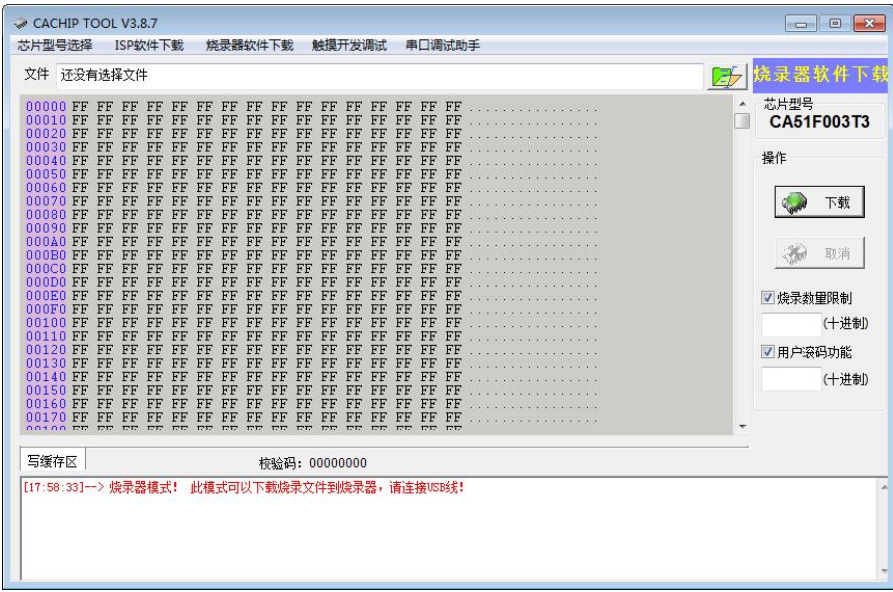 CACHIP TOOL V3.8.7
芯片型号选择 ISP软件下载 烧录器软件下载 触摸开发调试 串口调试助手
文件 还没有选择文件
烧录器软件下载
芯片型号
CA51F003T3
操作
下载
取消
烧录数量限制
(十进制)
用户滚码功能
(十进制)
00000 FF FF FF FF FF FF FF FF FF FF FF FF FF FF FF FF ................
00010 FF FF FF FF FF FF FF FF FF FF FF FF FF FF FF FF ................
00020 FF FF FF FF FF FF FF FF FF FF FF FF FF FF FF FF ................
00030 FF FF FF FF FF FF FF FF FF FF FF FF FF FF FF FF ................
00040 FF FF FF FF FF FF FF FF FF FF FF FF FF FF FF FF ................
00050 FF FF FF FF FF FF FF FF FF FF FF FF FF FF FF FF ................
00060 FF FF FF FF FF FF FF FF FF FF FF FF FF FF FF FF ................
00070 FF FF FF FF FF FF FF FF FF FF FF FF FF FF FF FF ................
00080 FF FF FF FF FF FF FF FF FF FF FF FF FF FF FF FF ................
00090 FF FF FF FF FF FF FF FF FF FF FF FF FF FF FF FF ................
000A0 FF FF FF FF FF FF FF FF FF FF FF FF FF FF FF FF ................
000B0 FF FF FF FF FF FF FF FF FF FF FF FF FF FF FF FF ................
000C0 FF FF FF FF FF FF FF FF FF FF FF FF FF FF FF FF ................
000D0 FF FF FF FF FF FF FF FF FF FF FF FF FF FF FF FF ................
000E0 FF FF FF FF FF FF FF FF FF FF FF FF FF FF FF FF ................
000F0 FF FF FF FF FF FF FF FF FF FF FF FF FF FF FF FF ................
00100 FF FF FF FF FF FF FF FF FF FF FF FF FF FF FF FF ................
00110 FF FF FF FF FF FF FF FF FF FF FF FF FF FF FF FF ................
00120 FF FF FF FF FF FF FF FF FF FF FF FF FF FF FF FF ................
00130 FF FF FF FF FF FF FF FF FF FF FF FF FF FF FF FF ................
00140 FF FF FF FF FF FF FF FF FF FF FF FF FF FF FF FF ................
00150 FF FF FF FF FF FF FF FF FF FF FF FF FF FF FF FF ................
00160 FF FF FF FF FF FF FF FF FF FF FF FF FF FF FF FF ................
00170 FF FF FF FF FF FF FF FF FF FF FF FF FF FF FF FF ................
写缓存区 校验码: 00000000
[17:58:33]--> 烧录器模式! 此模式可以下载烧录文件到烧录器，请连接USB线!